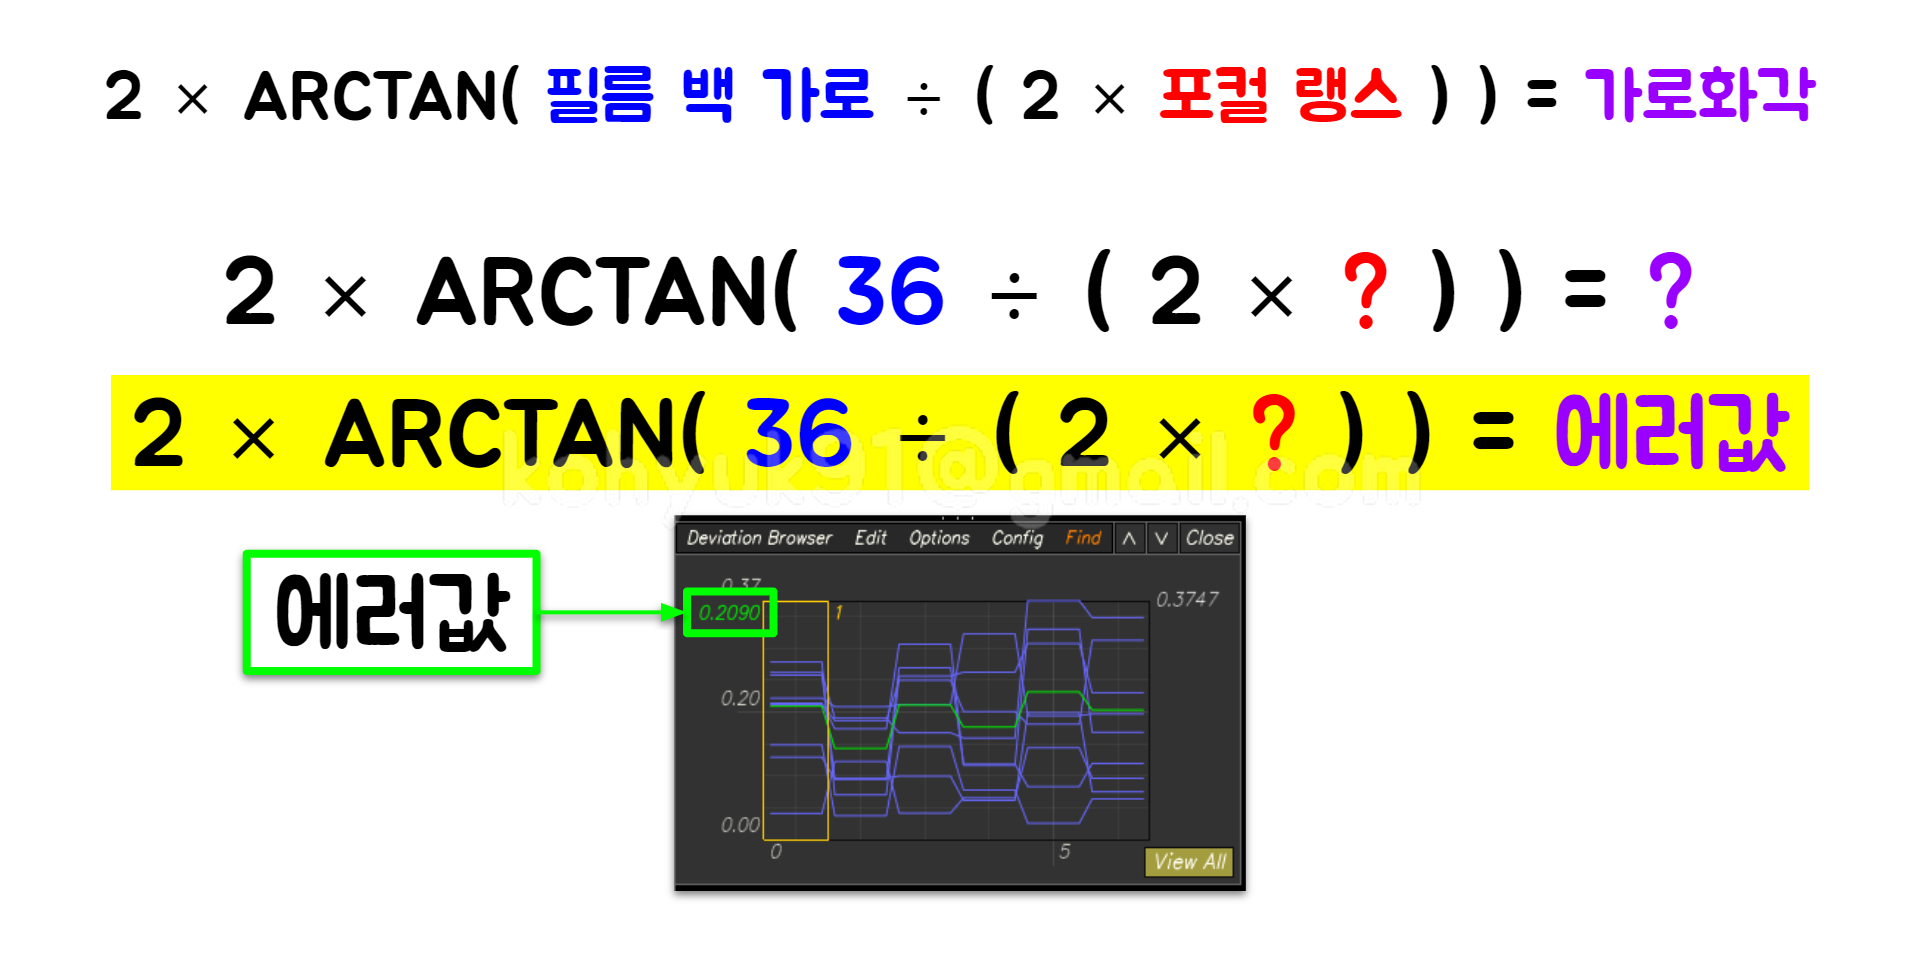 2 × ARCTAN( 필름 백 가로 ÷ ( 2 × 포컬 랭스 ) ) = 가로화각
2 × ARCTAN( 36 ÷ ( 2 × ? ) ) = ?
2 × ARCTAN( 36 ÷ ( 2 × ? ) ) = 에러값
kohyuk91@gmail.com
Deviation Browser Edit Options Config Find ∧ ∨ Close
에러값
0.37
0.2090
1
0.3747
0.20
0.00
0
5
View All